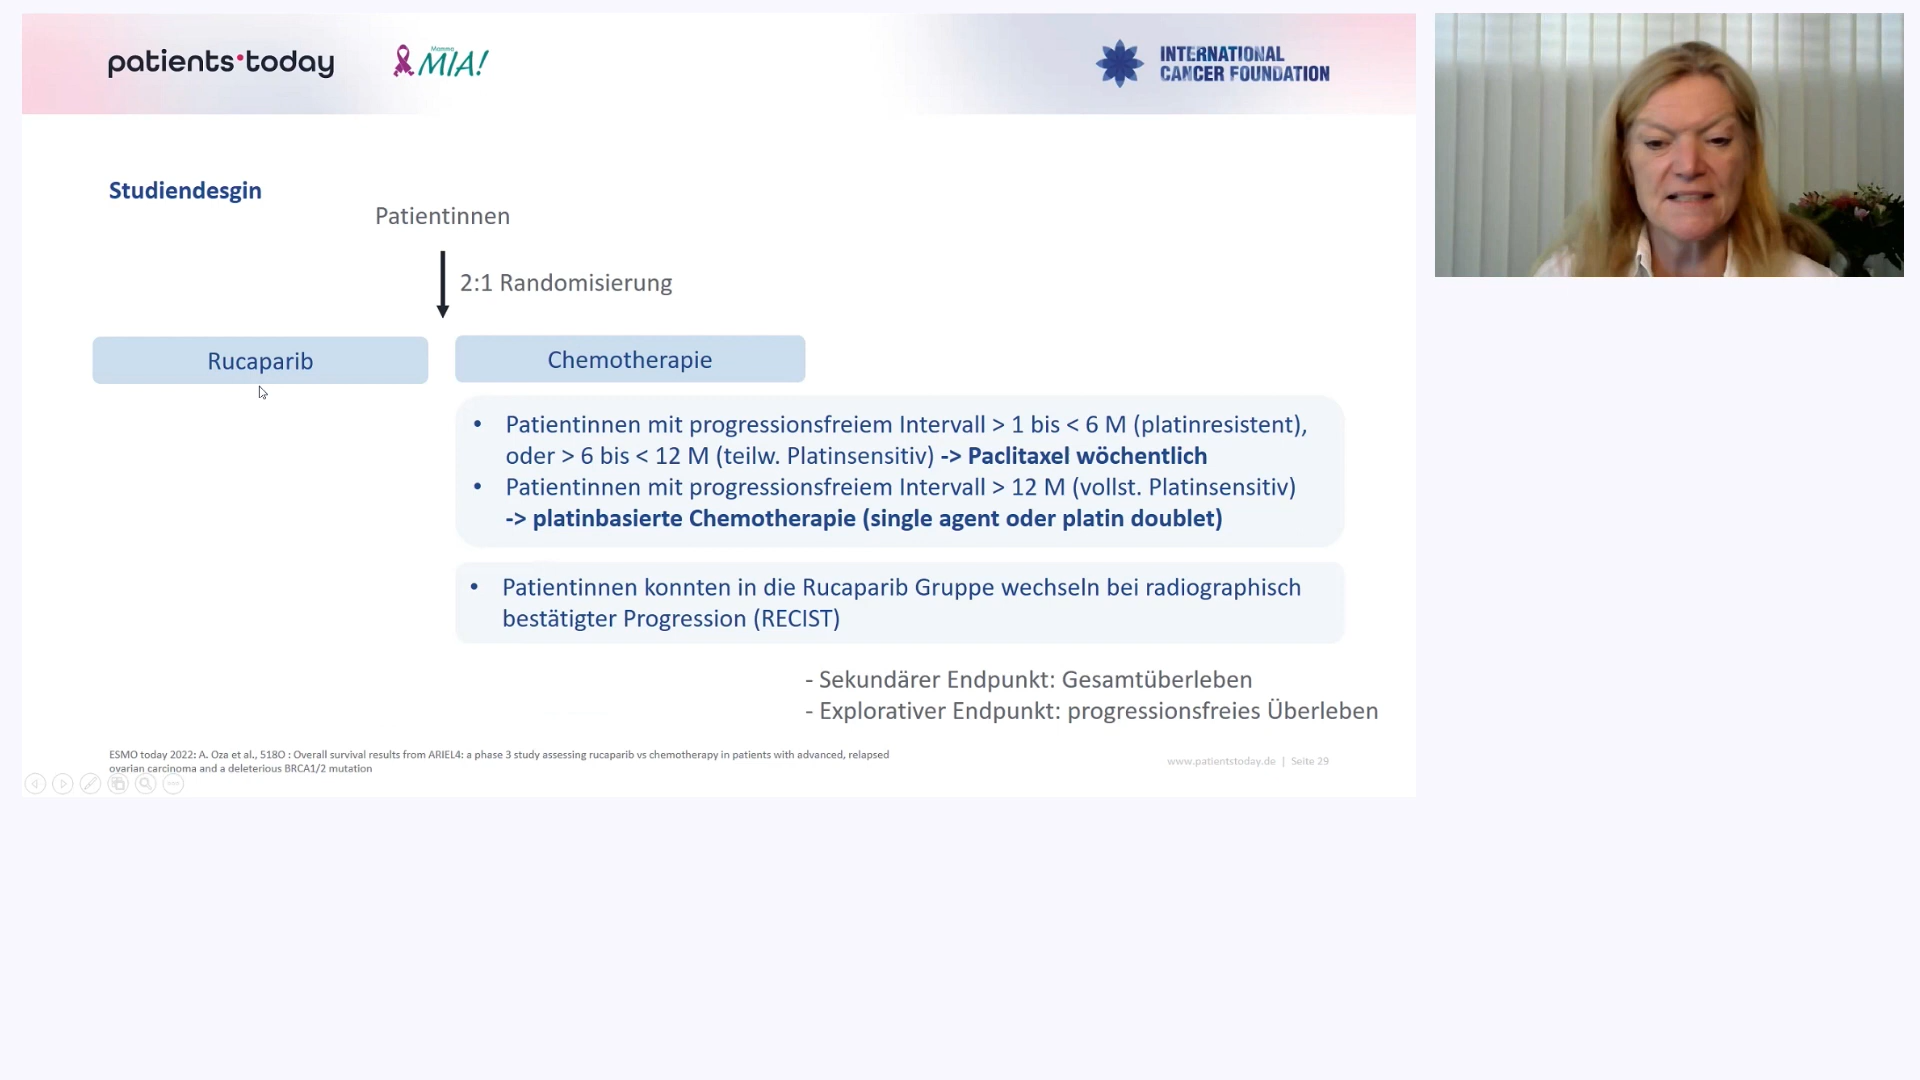 patients·today
Mamma
MIA!
INTERNATIONAL
CANCER FOUNDATION
Studiendesgin
Patientinnen
2:1 Randomisierung
Rucaparib
Chemotherapie
• Patientinnen mit progressionsfreiem Intervall > 1 bis < 6 M (platinresistent),
oder > 6 bis < 12 M (teilw. Platinsensitiv) -> Paclitaxel wöchentlich
• Patientinnen mit progressionsfreiem Intervall > 12 M (vollst. Platinsensitiv)
-> platinbasierte Chemotherapie (single agent oder platin doublet)
• Patientinnen konnten in die Rucaparib Gruppe wechseln bei radiographisch
bestätigter Progression (RECIST)
- Sekundärer Endpunkt: Gesamtüberleben
- Explorativer Endpunkt: progressionsfreies Überleben
ESMO today 2022: A. Oza et al., 518O : Overall survival results from ARIEL4: a phase 3 study assessing rucaparib vs chemotherapy in patients with advanced, relapsed
ovarian carcinoma and a deleterious BRCA1/2 mutation
www.patientstoday.de | Seite 29